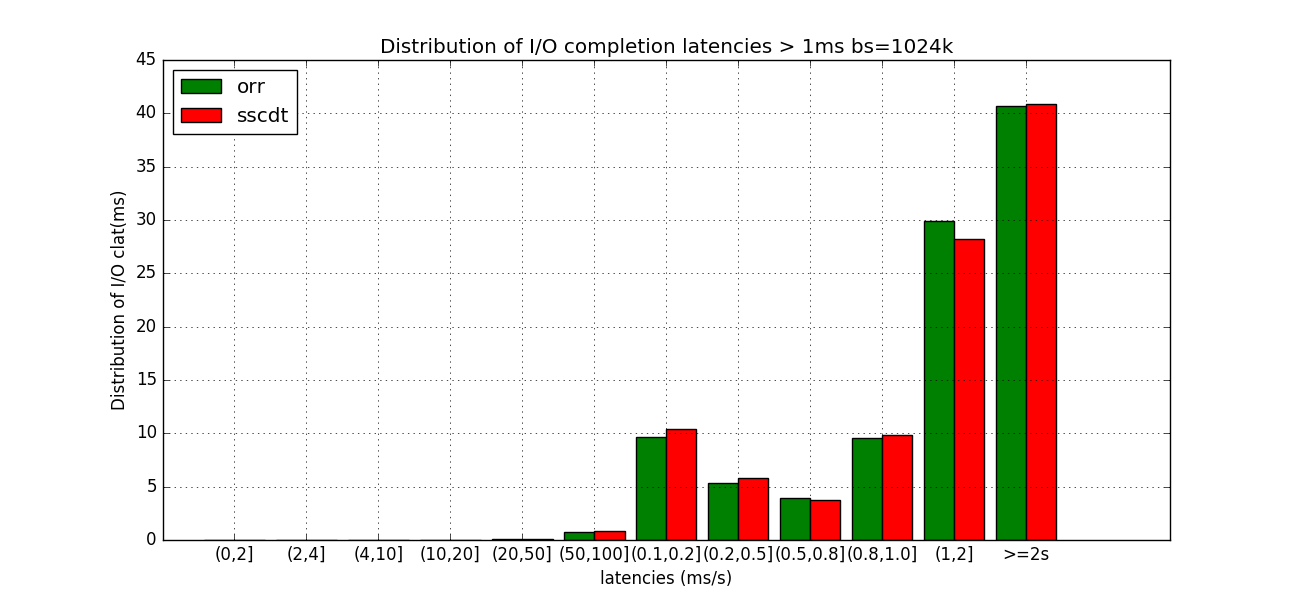 Distribution of I/O completion latencies > 1ms bs=1024k
orr
sscdt
Distribution of I/O clat(ms)
45
40
35
30
25
20
15
10
5
0
(0,2] (2,4] (4,10] (10,20] (20,50] (50,100] (0.1,0.2] (0.2,0.5] (0.5,0.8] (0.8,1.0] (1,2] >=2s
latencies (ms/s)